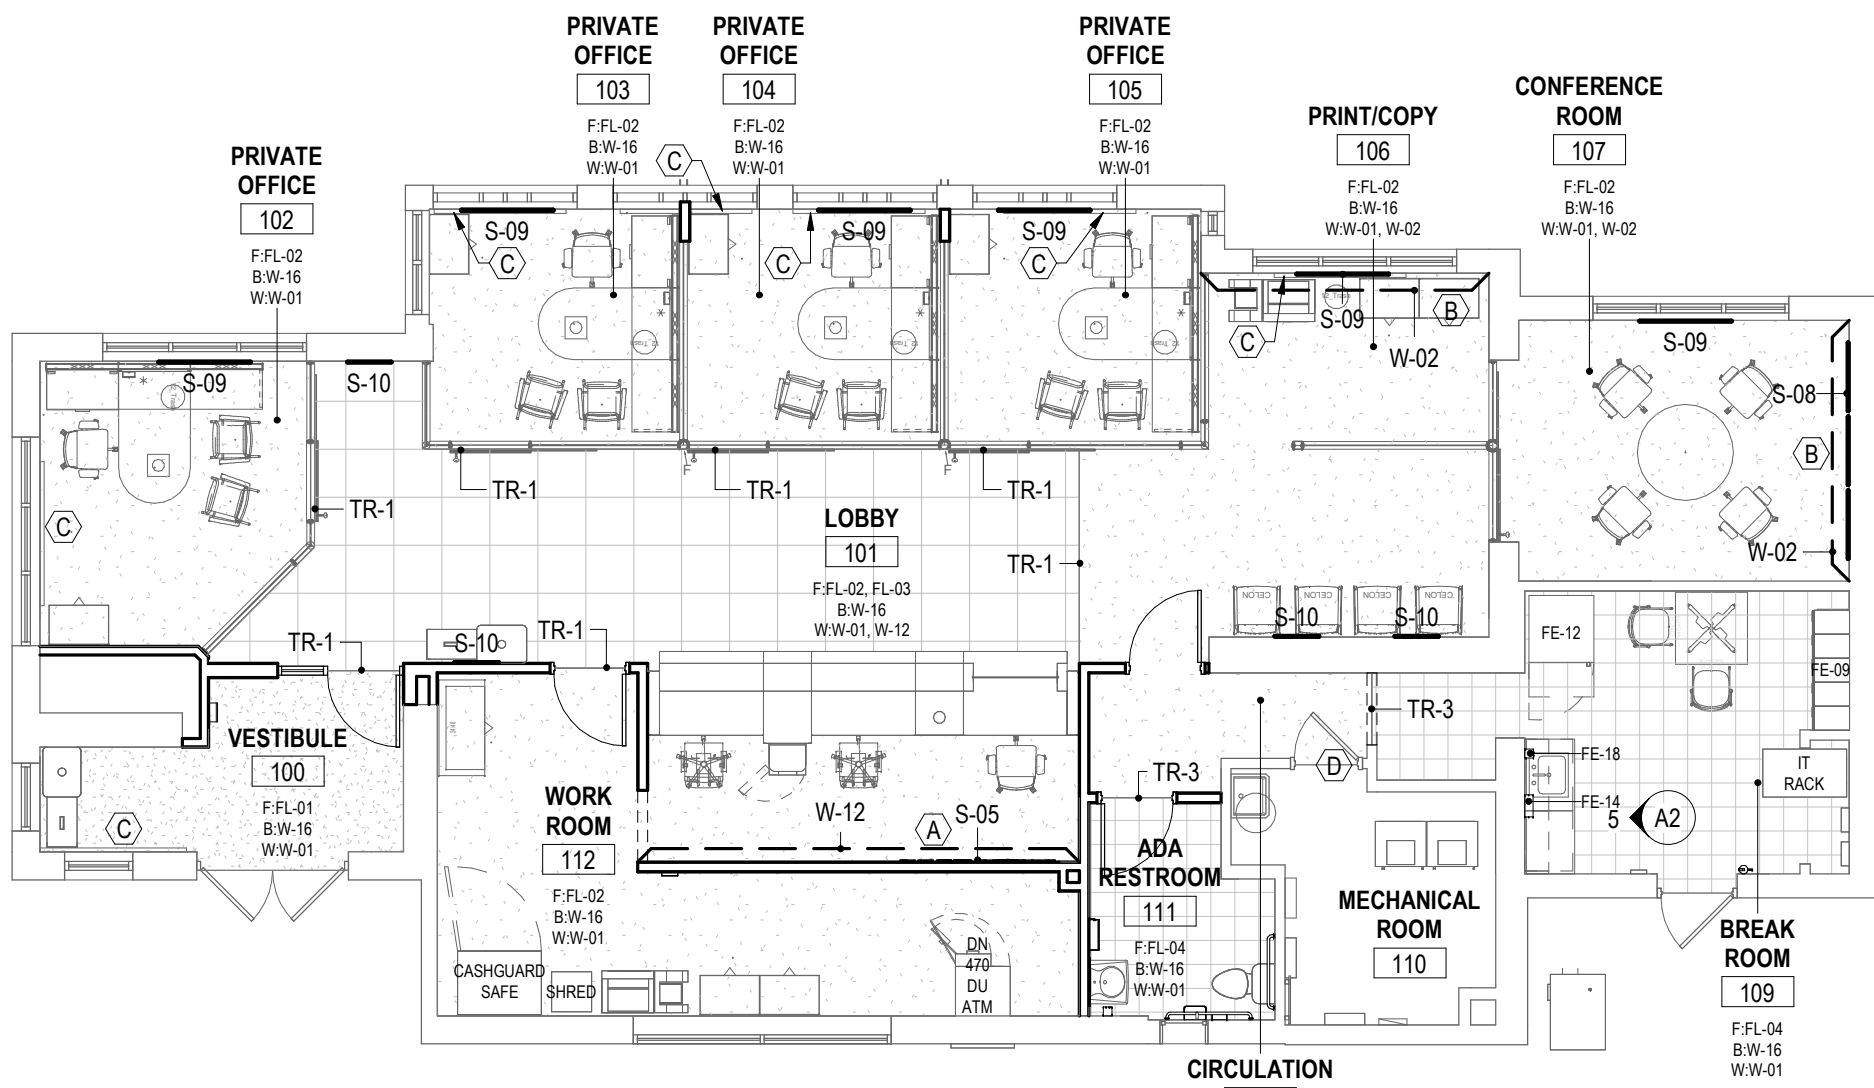 PRIVATE
OFFICE
103
F:FL-02
B:W-16
W:W-01
PRIVATE
OFFICE
104
F:FL-02
B:W-16
W:W-01
PRIVATE
OFFICE
105
F:FL-02
B:W-16
W:W-01
CONFERENCE
ROOM
107
F:FL-02
B:W-16
W:W-01, W-02
PRINT/COPY
106
F:FL-02
B:W-16
W:W-01, W-02
PRIVATE
OFFICE
102
F:FL-02
B:W-16
W:W-01
C
S-09
C
S-09
C
S-09
C
S-09
C
B
W-02
12_Trash
12_Trash
12_Trash
12_Trash
12_Trash
S-09
S-10
S-09
S-08
B
W-02
C
TR-1
TR-1
TR-1
TR-1
F
F
LOBBY
101
F:FL-02, FL-03
B:W-16
W:W-01, W-12
TR-1
CELON
CELON
CELON
CELON
S-10
S-10
TR-1
S-10
TR-1
FE-12
FE-09
TR-3
VESTIBULE
100
F:FL-01
B:W-16
W:W-01
C
WORK
ROOM
112
F:FL-02
B:W-16
W:W-01
W-12
A
S-05
TR-3
D
FE-18
FE-14
IT
RACK
5
A2
ADA
RESTROOM
111
F:FL-04
B:W-16
W:W-01
MECHANICAL
ROOM
110
CASHGUARD
SAFE
SHRED
DN
470
DU
ATM
BREAK
ROOM
109
F:FL-04
B:W-16
W:W-01
CIRCULATION